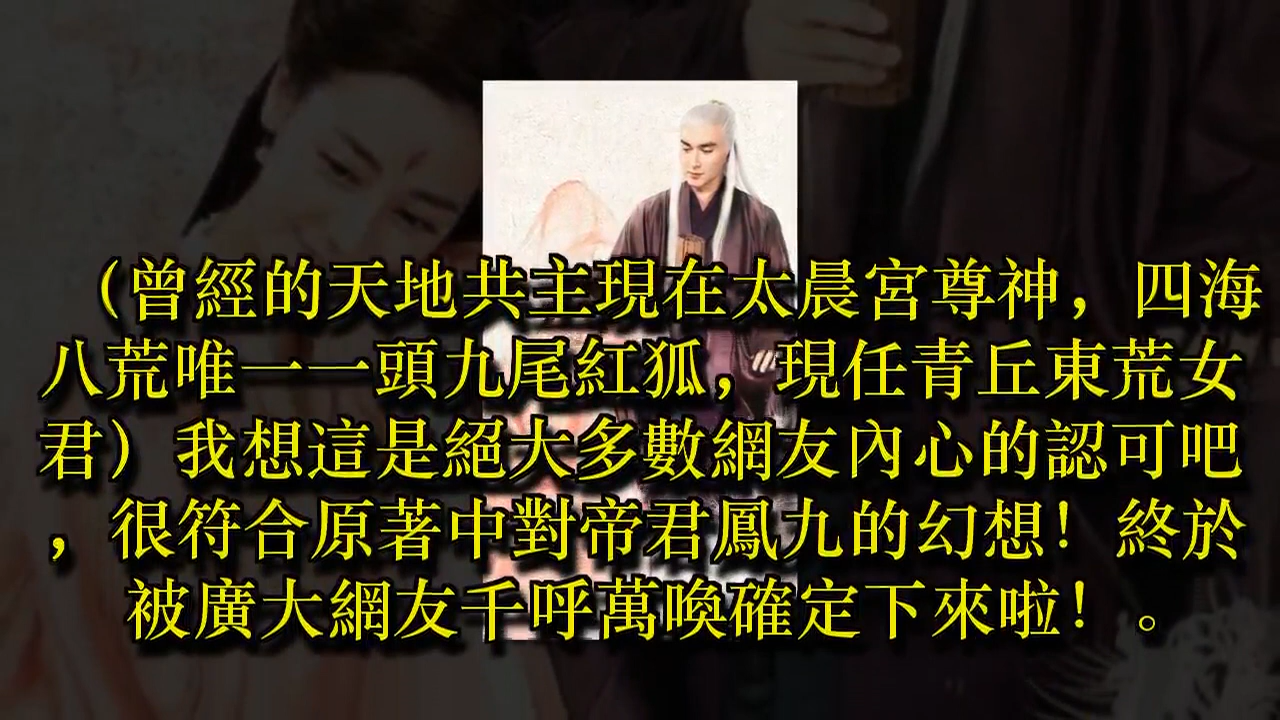 （曾經的天地共主現在太晨宮尊神，四海
八荒唯一一頭九尾紅狐，現任青丘東荒女
君）我想這是絕大多數網友內心的認可吧
，很符合原著中對帝君鳳九的幻想！終於
被廣大網友千呼萬喚確定下來啦！。